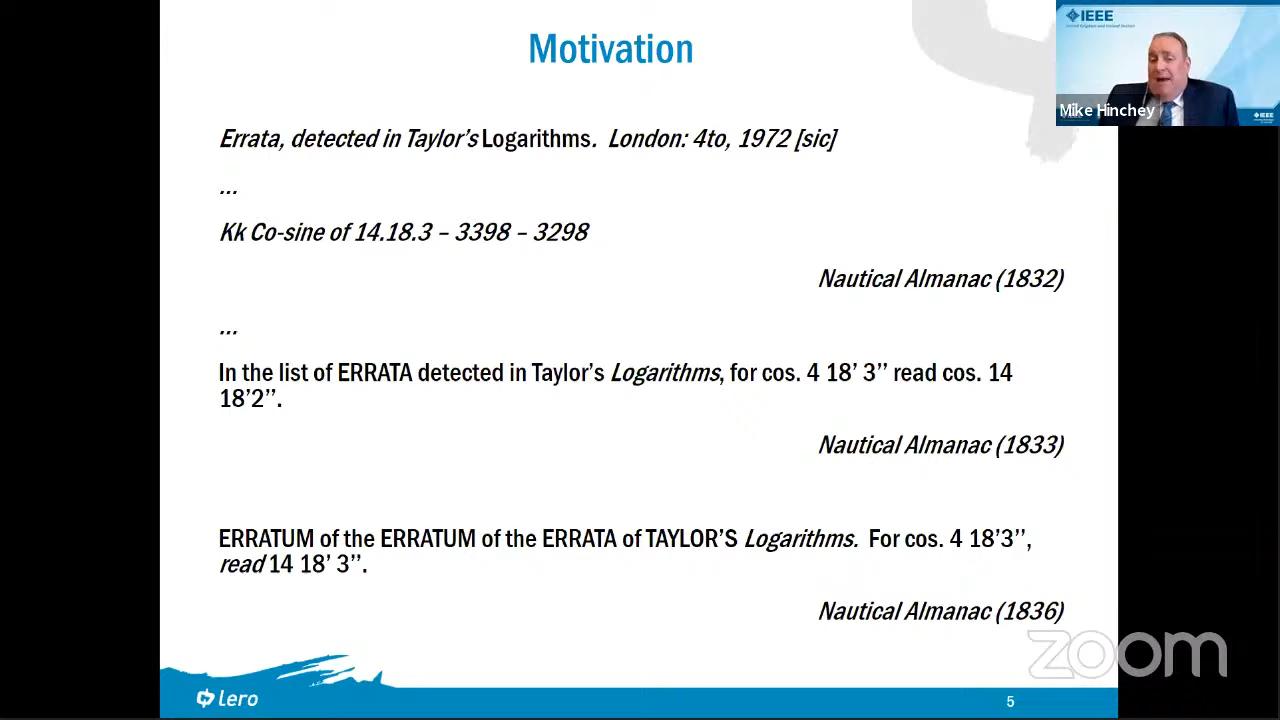 Motivation
IEEE
Mike Hinchey
Errata, detected in Taylor's Logarithms. London: 4to, 1972 [sic]
...
Kk Co-sine of 14.18.3 – 3398 – 3298
Nautical Almanac (1832)
...
In the list of ERRATA detected in Taylor's Logarithms, for cos. 4 18’ 3’’ read cos. 14
18’2’’.
Nautical Almanac (1833)
ERRATUM of the ERRATUM of the ERRATA of TAYLOR’S Logarithms. For cos. 4 18’3’’,
read 14 18’ 3’’.
Nautical Almanac (1836)
zoom
lero
5